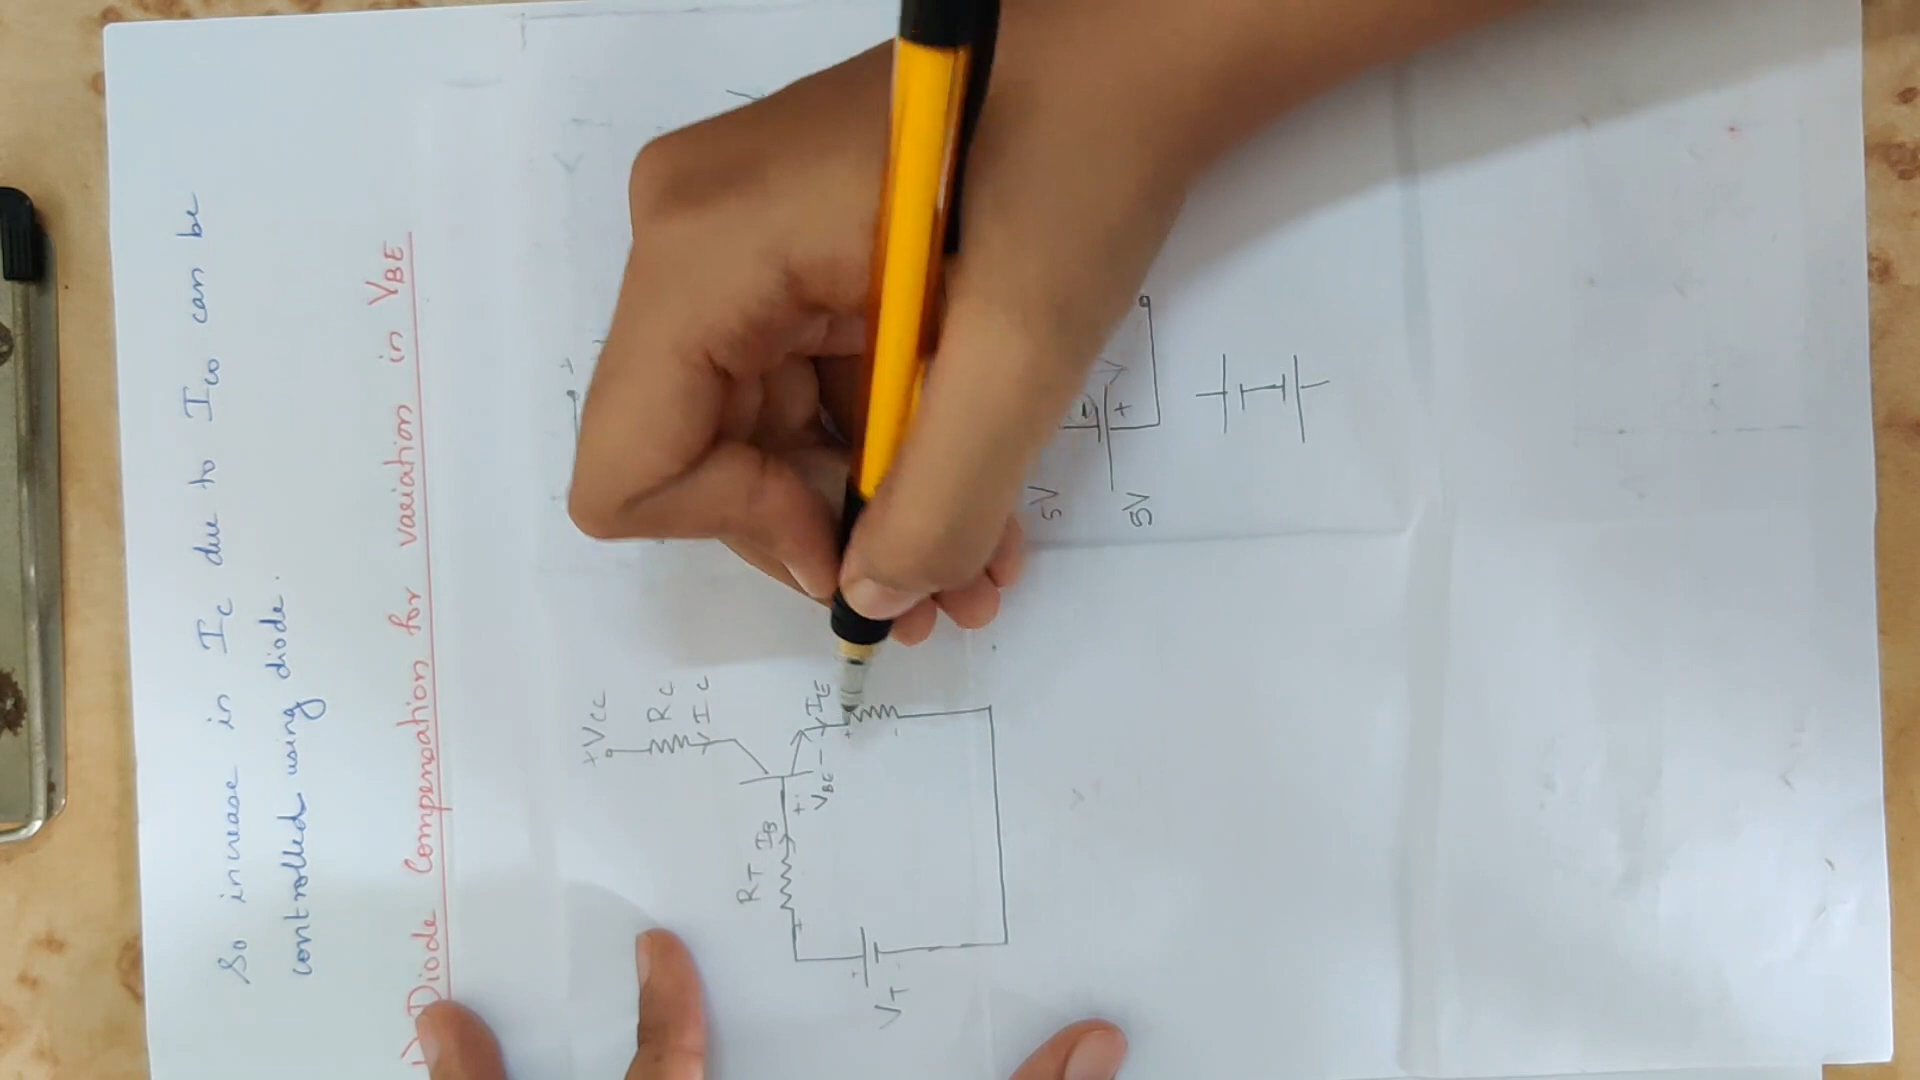 So increase in IC due to ICO can be
controlled using diode.
1) Diode Compensation for variation in VBE
+VCC
RC
IC
RT
IB
+
VBE
-
IE
+
-
VT
+
-
5V
+
5V